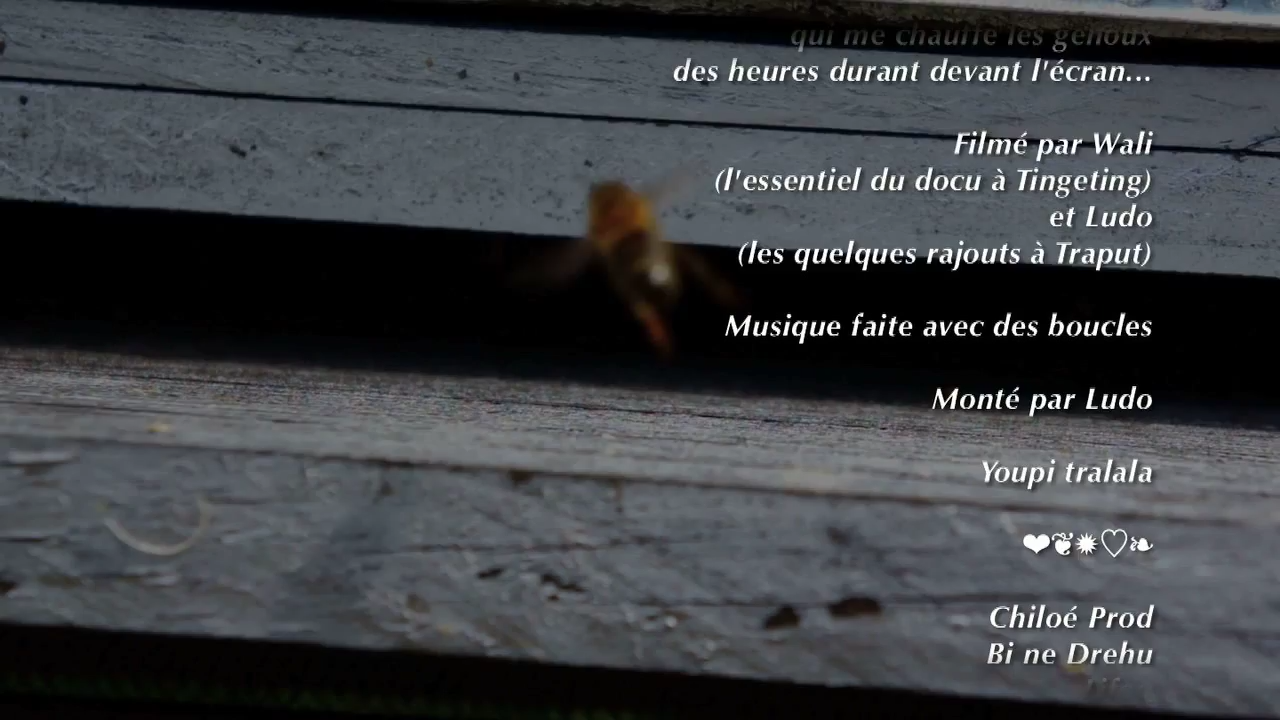 qui me chauffe les genoux
des heures durant devant l'écran...
Filmé par Wali
(l'essentiel du docu à Tingeting)
et Ludo
(les quelques rajouts à Traput)
Musique faite avec des boucles
Monté par Ludo
Youpi tralala
❤❦✹♡❧
Chiloé Prod
Bi ne Drehu